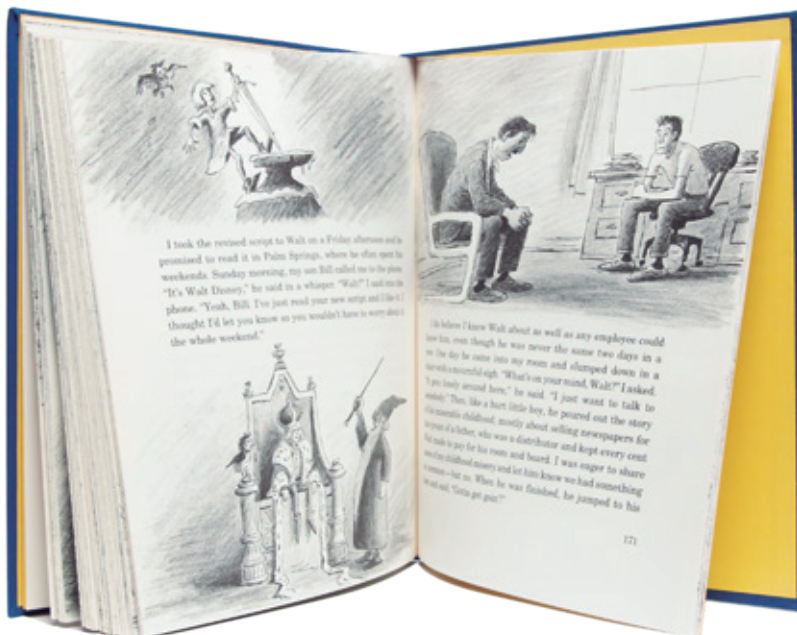 I took the revised script to Walt on a Friday afternoon and he
promised to read it in Palm Springs, where he often spent his
weekends. Sunday morning, my son Bill called me to the phone.
"It's Walt Disney," he said in a whisper. "Walt?" I said into the
phone. "Yeah, Bill. I've just read your new script and I like it. I
thought I'd let you know so you wouldn't have to worry about it
the whole weekend."
I do believe I knew Walt about as well as any employee could
know him, even though he was never the same two days in a
row. One day he came into my room and slumped down in a
seat with a mournful sigh. "What's on your mind, Walt?" I asked.
"I get lonely around here," he said. "I just want to talk to
somebody." Then, like a hurt little boy, he poured out the story
of his miserable childhood, mostly about selling newspapers for
his of a father, who was a distributor and kept every cent
Walt made to pay for his room and board. I was eager to share
some of my childhood misery and let him know we had something
in common—but no. When he was finished, he jumped to his
feet and said, "Gotta get goin'!"
171